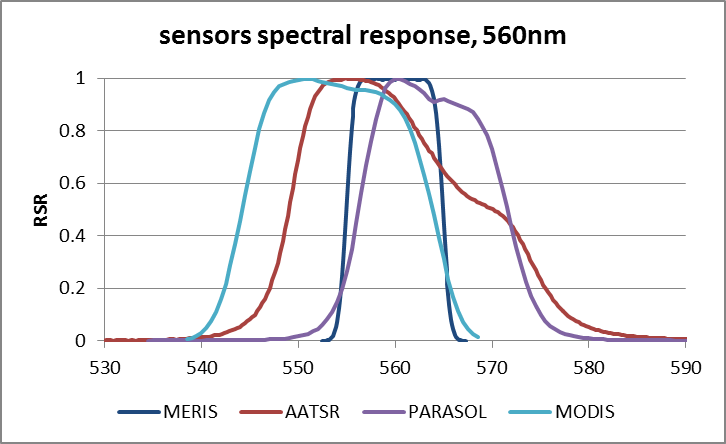 sensors spectral response, 560nm
1
0.8
0.6
0.4
0.2
0
RSR
530 540 550 560 570 580 590
MERIS AATSR PARASOL MODIS